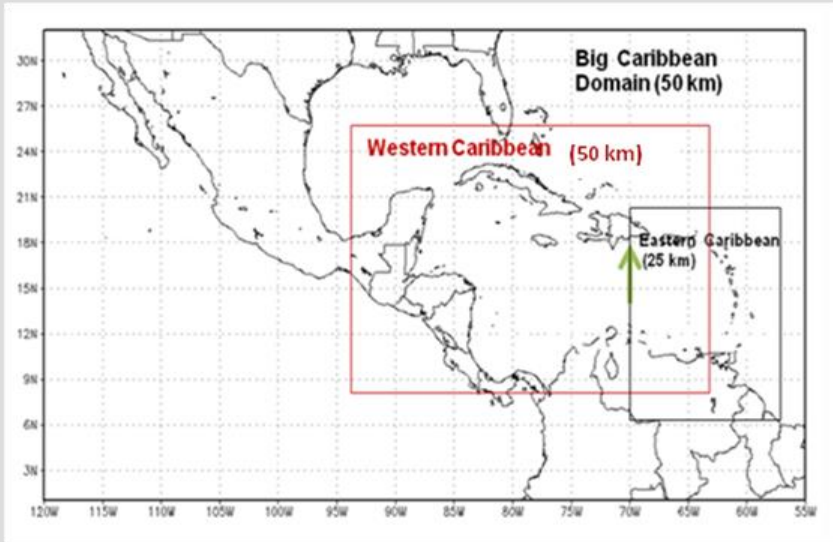 Big Caribbean
Domain (50 km)
Western Caribbean (50 km)
Eastern Caribbean
(25 km)
30N
27N
24N
21N
18N
15N
12N
9N
6N
3N
120W 115W 110W 105W 100W 95W 90W 85W 80W 75W 70W 65W 60W 55W